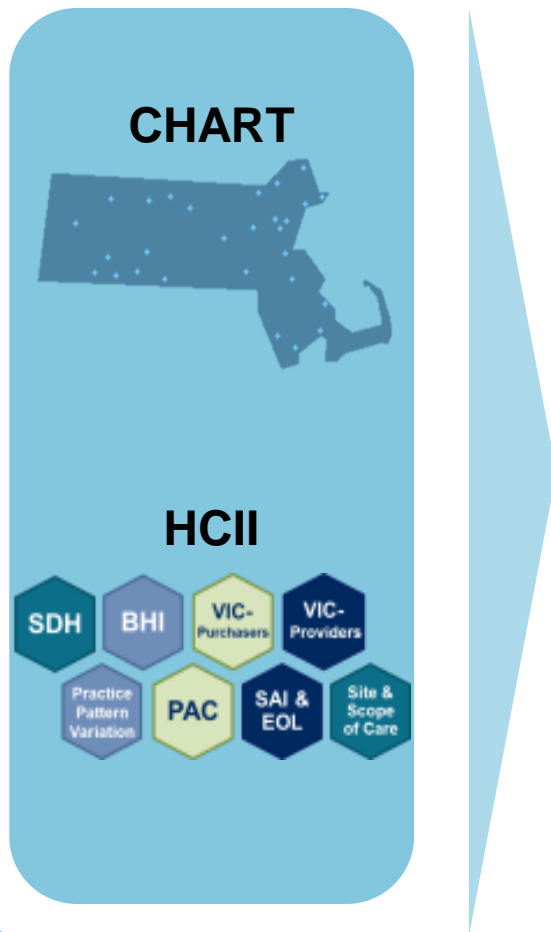 CHART
HCII
SDH
BHI
VIC-
Purchasers
VIC-
Providers
Practice
Pattern
Variation
PAC
SAI &
EOL
Site &
Scope
of Care